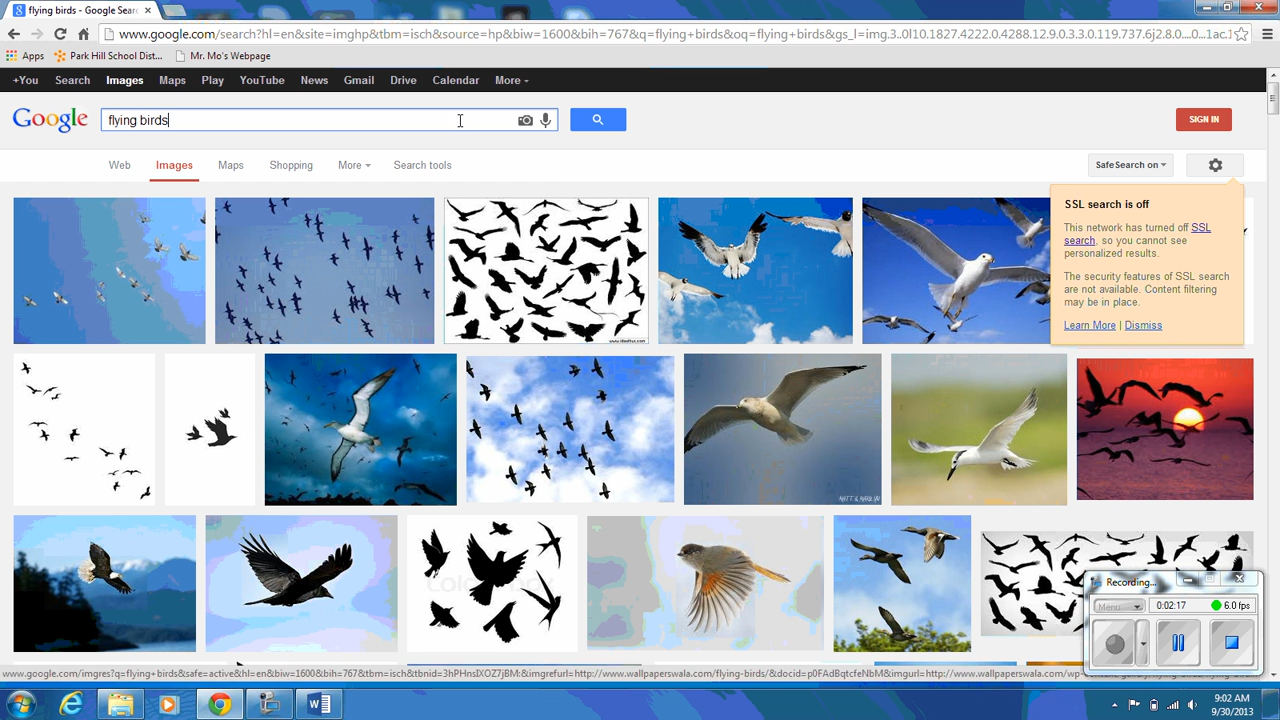 flying birds - Google Sear
www.google.com/search?hl=en&site=imghp&tbm=isch&source=hp&biw=1600&bih=767&q=flying+birds&oq=flying+birds&gs_l=img.3..0l10.1827.4222.0.4288.12.9.0.3.3.0.119.737.6j2.8.0....0...1ac.
Apps Park Hill School Dist... Mr. Mo's Webpage
+You Search Images Maps Play YouTube News Gmail Drive Calendar More
Google flying birds SIGN IN
Web Images Maps Shopping More Search tools SafeSearch on
SSL search is off
This network has turned off SSL
search, so you cannot see
personalized results.
The security features of SSL search
are not available. Content filtering
may be in place.
Learn More | Dismiss
www.ideattus.com
MATT & MARILYN
Recording...
Menu 0:02:17 6.0 fps
www.google.com/imgres?q=flying+birds&safe=active&hl=en&biw=1600&bih=767&tbm=isch&tbnid=3hPHnsIXOZ7jBM:&imgrefurl=http://www.wallpaperswala.com/flying-birds/&docid=p0FAdBqtcfeNbM&imgurl=http://www.wallpaperswala.com/wp-
9:02 AM
9/30/2013